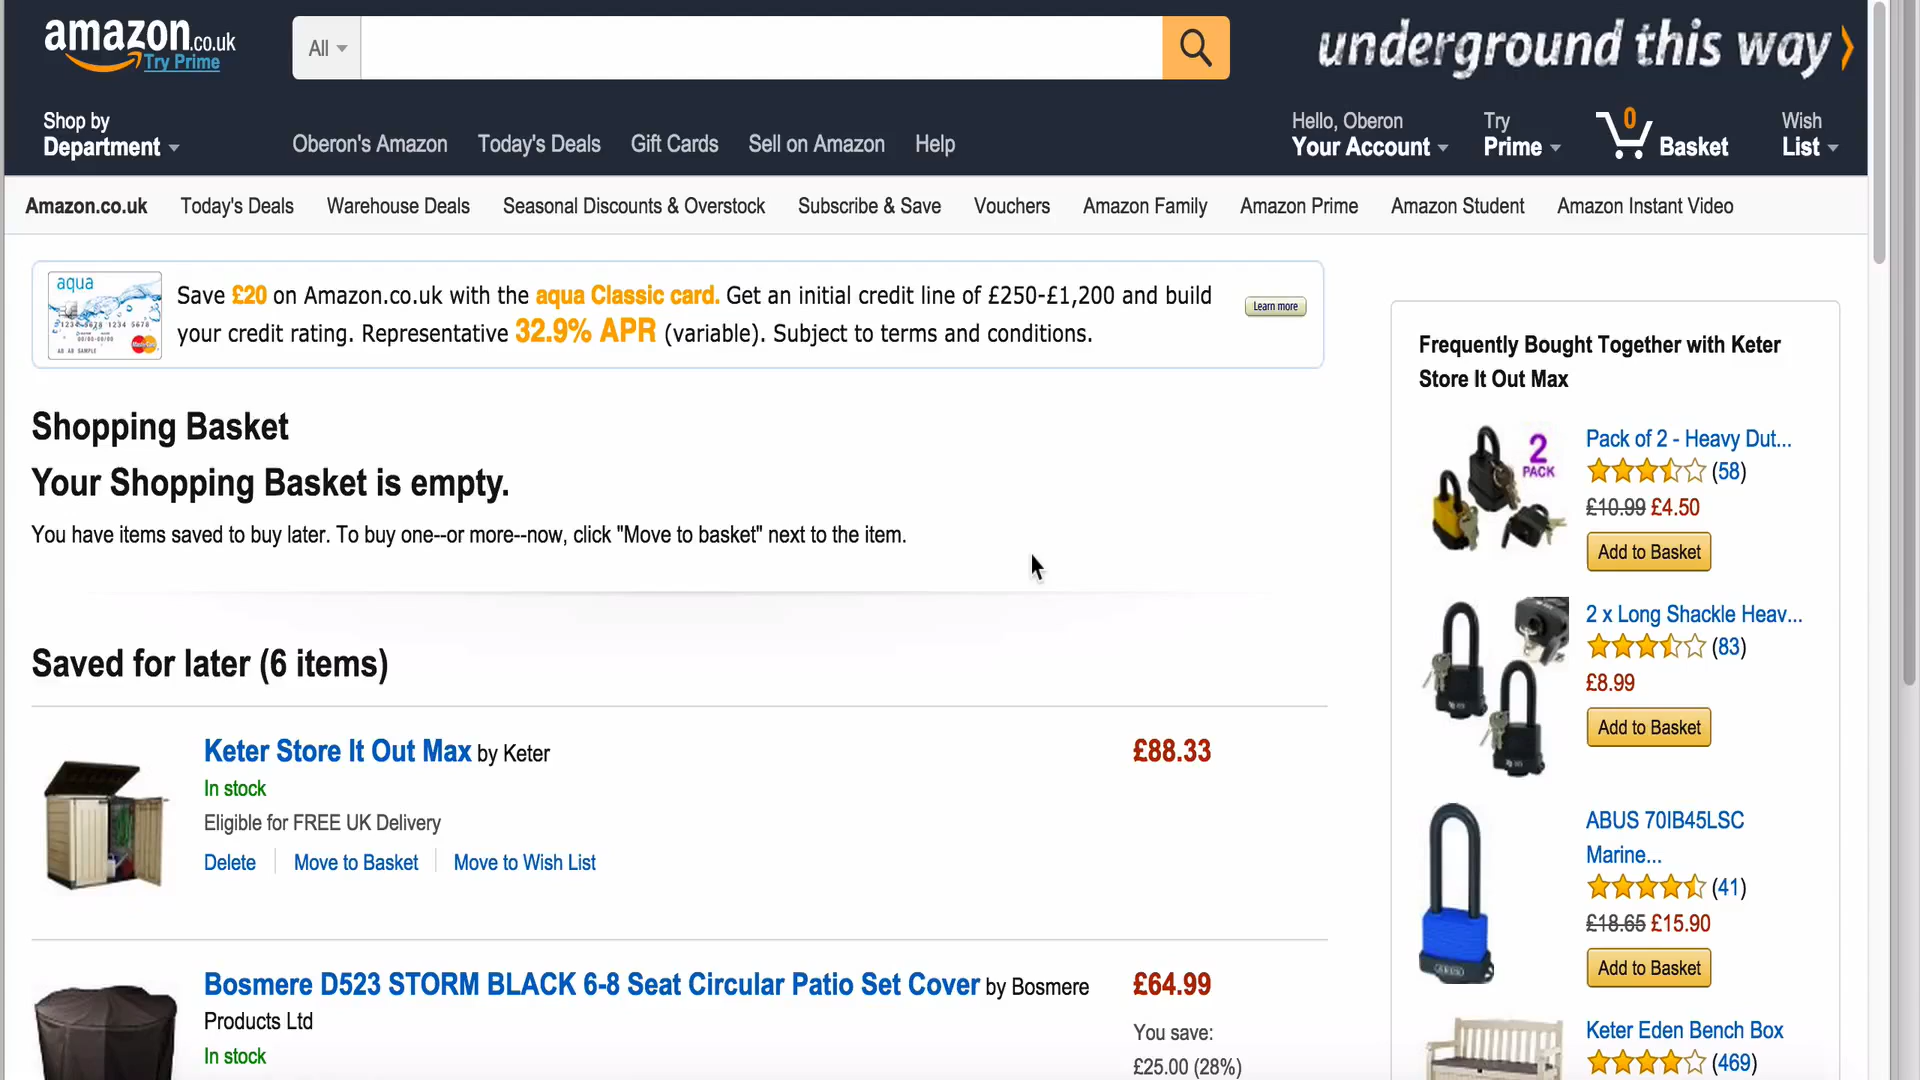 amazon.co.uk
Try Prime
All
underground this way
Shop by
Department
Oberon's Amazon
Today's Deals
Gift Cards
Sell on Amazon
Help
Hello, Oberon
Your Account
Try
Prime
0
Basket
Wish
List
Amazon.co.uk
Today's Deals
Warehouse Deals
Seasonal Discounts & Overstock
Subscribe & Save
Vouchers
Amazon Family
Amazon Prime
Amazon Student
Amazon Instant Video
aqua
Save £20 on Amazon.co.uk with the aqua Classic card. Get an initial credit line of £250-£1,200 and build
your credit rating. Representative 32.9% APR (variable). Subject to terms and conditions.
Learn more
Shopping Basket
Your Shopping Basket is empty.
You have items saved to buy later. To buy one--or more--now, click "Move to basket" next to the item.
Saved for later (6 items)
Keter Store It Out Max by Keter
£88.33
In stock
Eligible for FREE UK Delivery
Delete
Move to Basket
Move to Wish List
Bosmere D523 STORM BLACK 6-8 Seat Circular Patio Set Cover by Bosmere
Products Ltd
£64.99
In stock
You save:
£25.00 (28%)
Frequently Bought Together with Keter
Store It Out Max
2
PACK
Pack of 2 - Heavy Dut...
(58)
£10.99 £4.50
Add to Basket
2 x Long Shackle Heav...
(83)
£8.99
Add to Basket
ABUS 70IB45LSC
Marine...
(41)
£18.65 £15.90
Add to Basket
ABUS
Keter Eden Bench Box
(469)